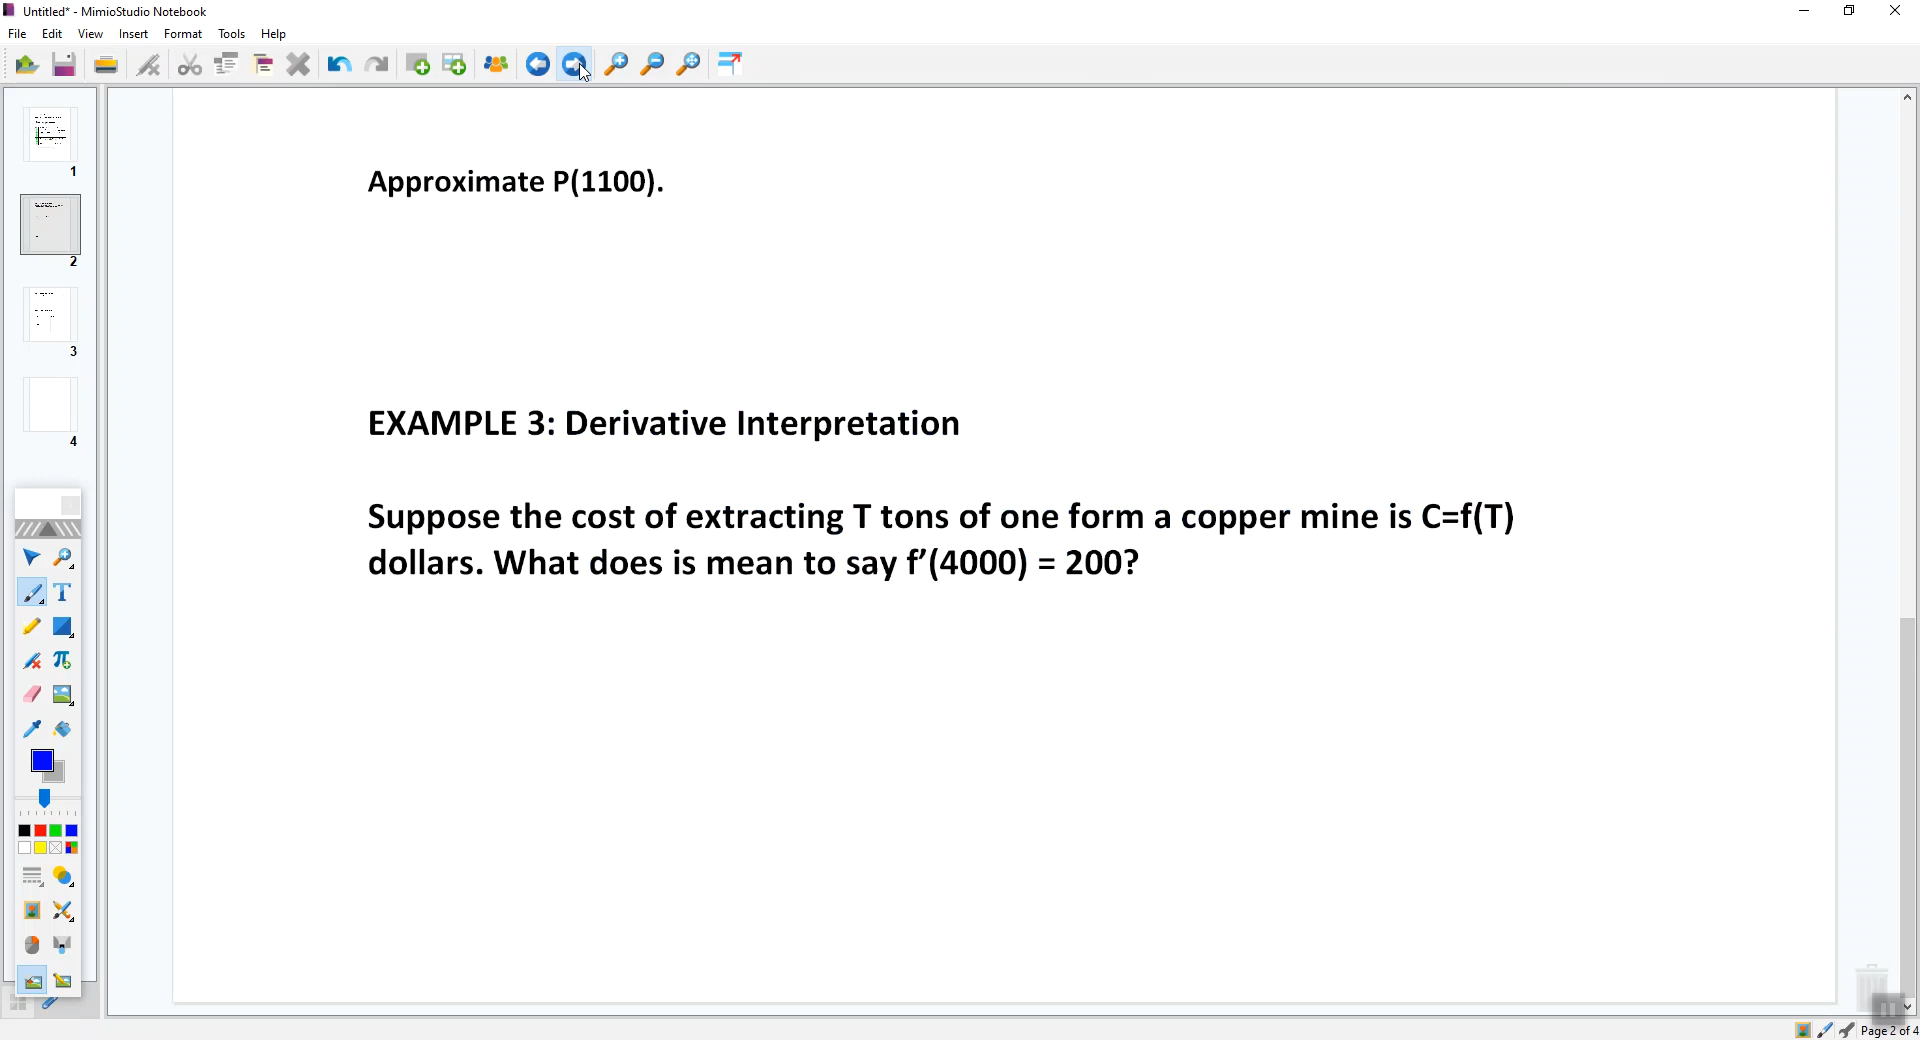 Untitled* - MimioStudio Notebook
File Edit View Insert Format Tools Help
1
2
3
4
Approximate P(1100).
EXAMPLE 3: Derivative Interpretation
Suppose the cost of extracting T tons of one form a copper mine is C=f(T)
dollars. What does is mean to say f’(4000) = 200?
Page 2 of 4